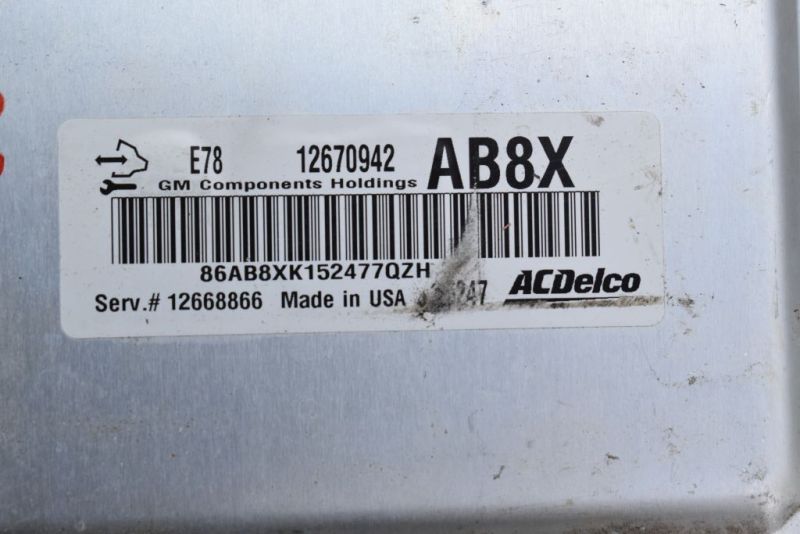 E78 12670942 AB8X
GM Components Holdings
86AB8XK152477QZH
Serv.# 12668866 Made in USA ACDelco